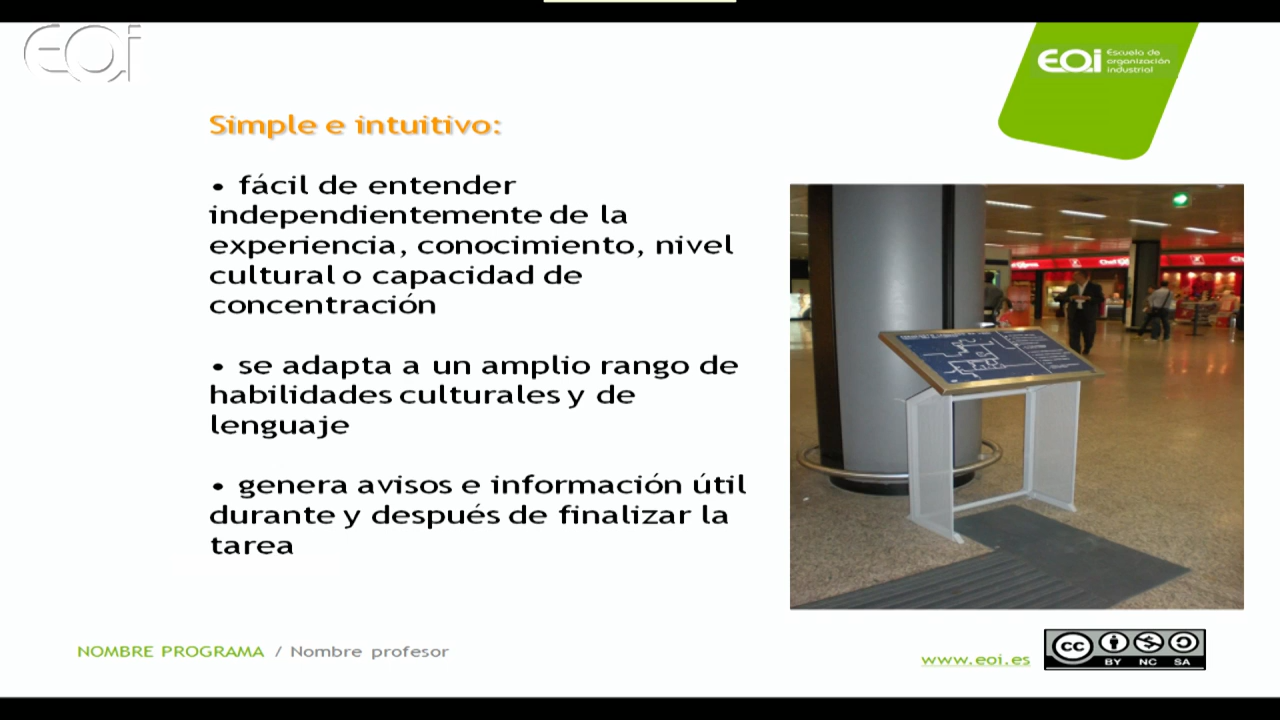 EOi
EOi Escuela de
organización
industrial
Simple e intuitivo:
• fácil de entender
independientemente de la
experiencia, conocimiento, nivel
cultural o capacidad de
concentración
• se adapta a un amplio rango de
habilidades culturales y de
lenguaje
• genera avisos e información útil
durante y después de finalizar la
tarea
NOMBRE PROGRAMA / Nombre profesor
www.eoi.es
cc
BY NC SA